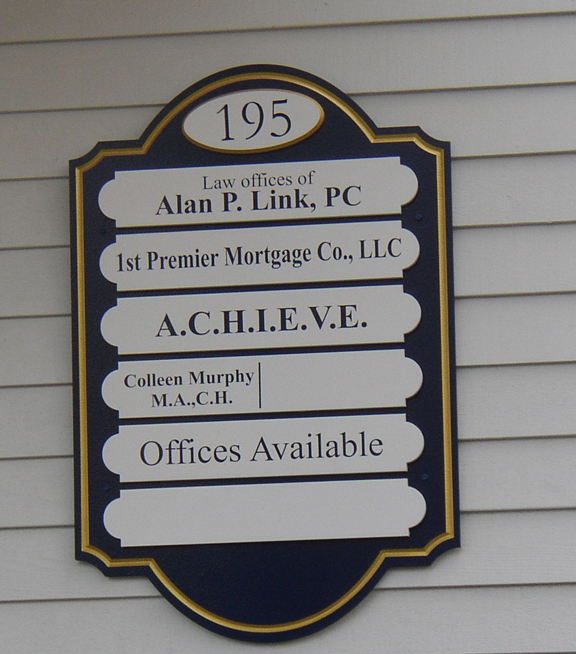 195
Law offices of
Alan P. Link, PC
1st Premier Mortgage Co., LLC
A.C.H.I.E.V.E.
Colleen Murphy
M.A.,C.H.
Offices Available